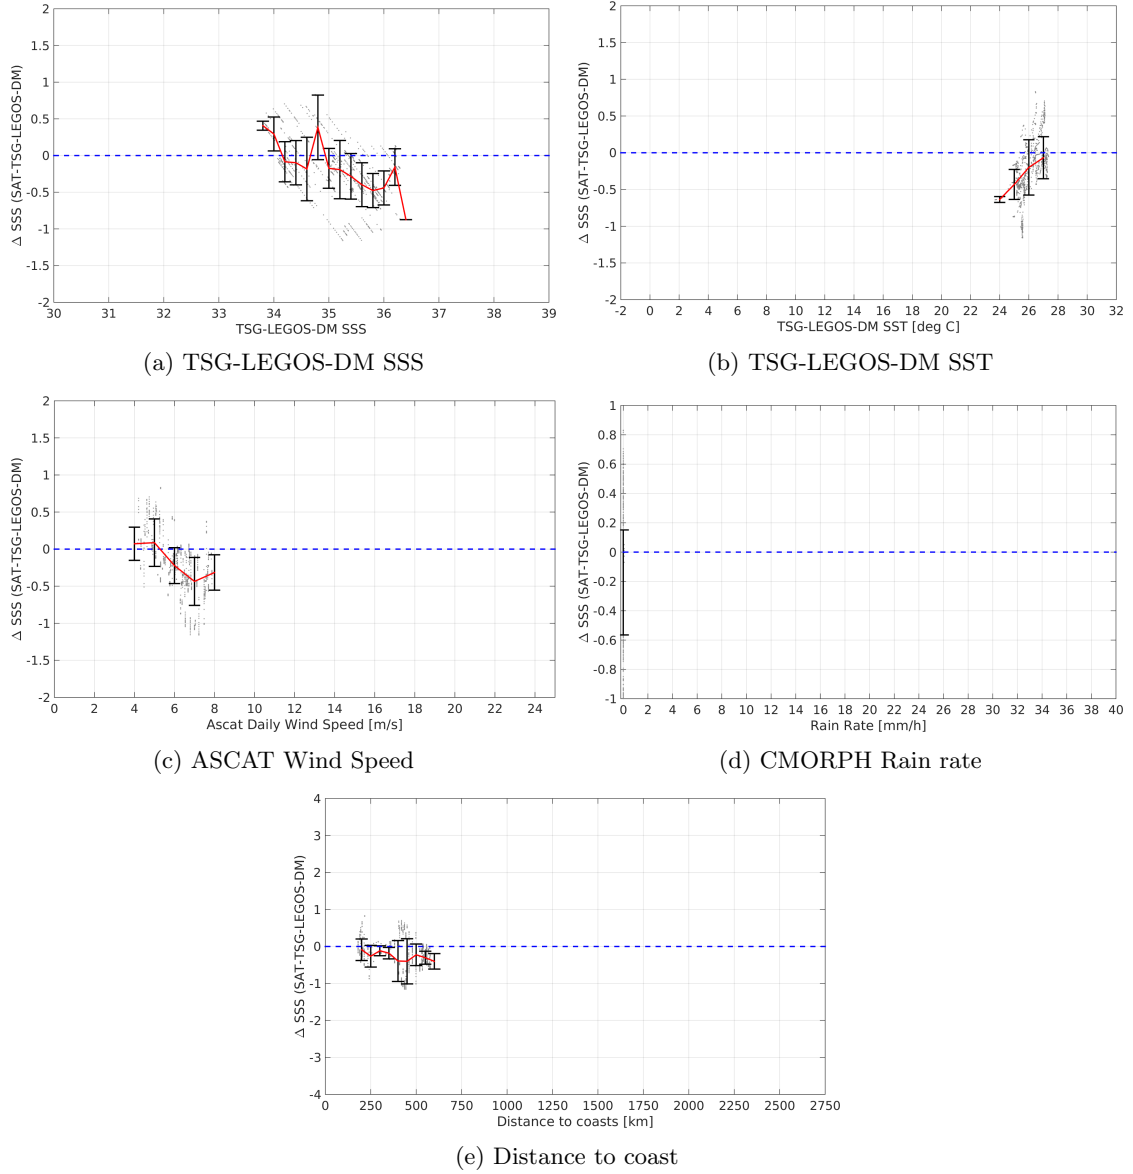 2
1.5
1
0.5
0
-0.5
-1
-1.5
-2
Δ SSS (SAT-TSG-LEGOS-DM)
30 31 32 33 34 35 36 37 38 39
TSG-LEGOS-DM SSS
(a) TSG-LEGOS-DM SSS
2
1.5
1
0.5
0
-0.5
-1
-1.5
-2
Δ SSS (SAT-TSG-LEGOS-DM)
-2 0 2 4 6 8 10 12 14 16 18 20 22 24 26 28 30 32
TSG-LEGOS-DM SST [deg C]
(b) TSG-LEGOS-DM SST
2
1.5
1
0.5
0
-0.5
-1
-1.5
-2
Δ SSS (SAT-TSG-LEGOS-DM)
0 2 4 6 8 10 12 14 16 18 20 22 24
Ascat Daily Wind Speed [m/s]
(c) ASCAT Wind Speed
1
0.8
0.6
0.4
0.2
0
-0.2
-0.4
-0.6
-0.8
-1
Δ SSS (SAT-TSG-LEGOS-DM)
0 2 4 6 8 10 12 14 16 18 20 22 24 26 28 30 32 34 36 38 40
Rain Rate [mm/h]
(d) CMORPH Rain rate
4
3
2
1
0
-1
-2
-3
-4
Δ SSS (SAT-TSG-LEGOS-DM)
0 250 500 750 1000 1250 1500 1750 2000 2250 2500 2750
Distance to coasts [km]
(e) Distance to coast